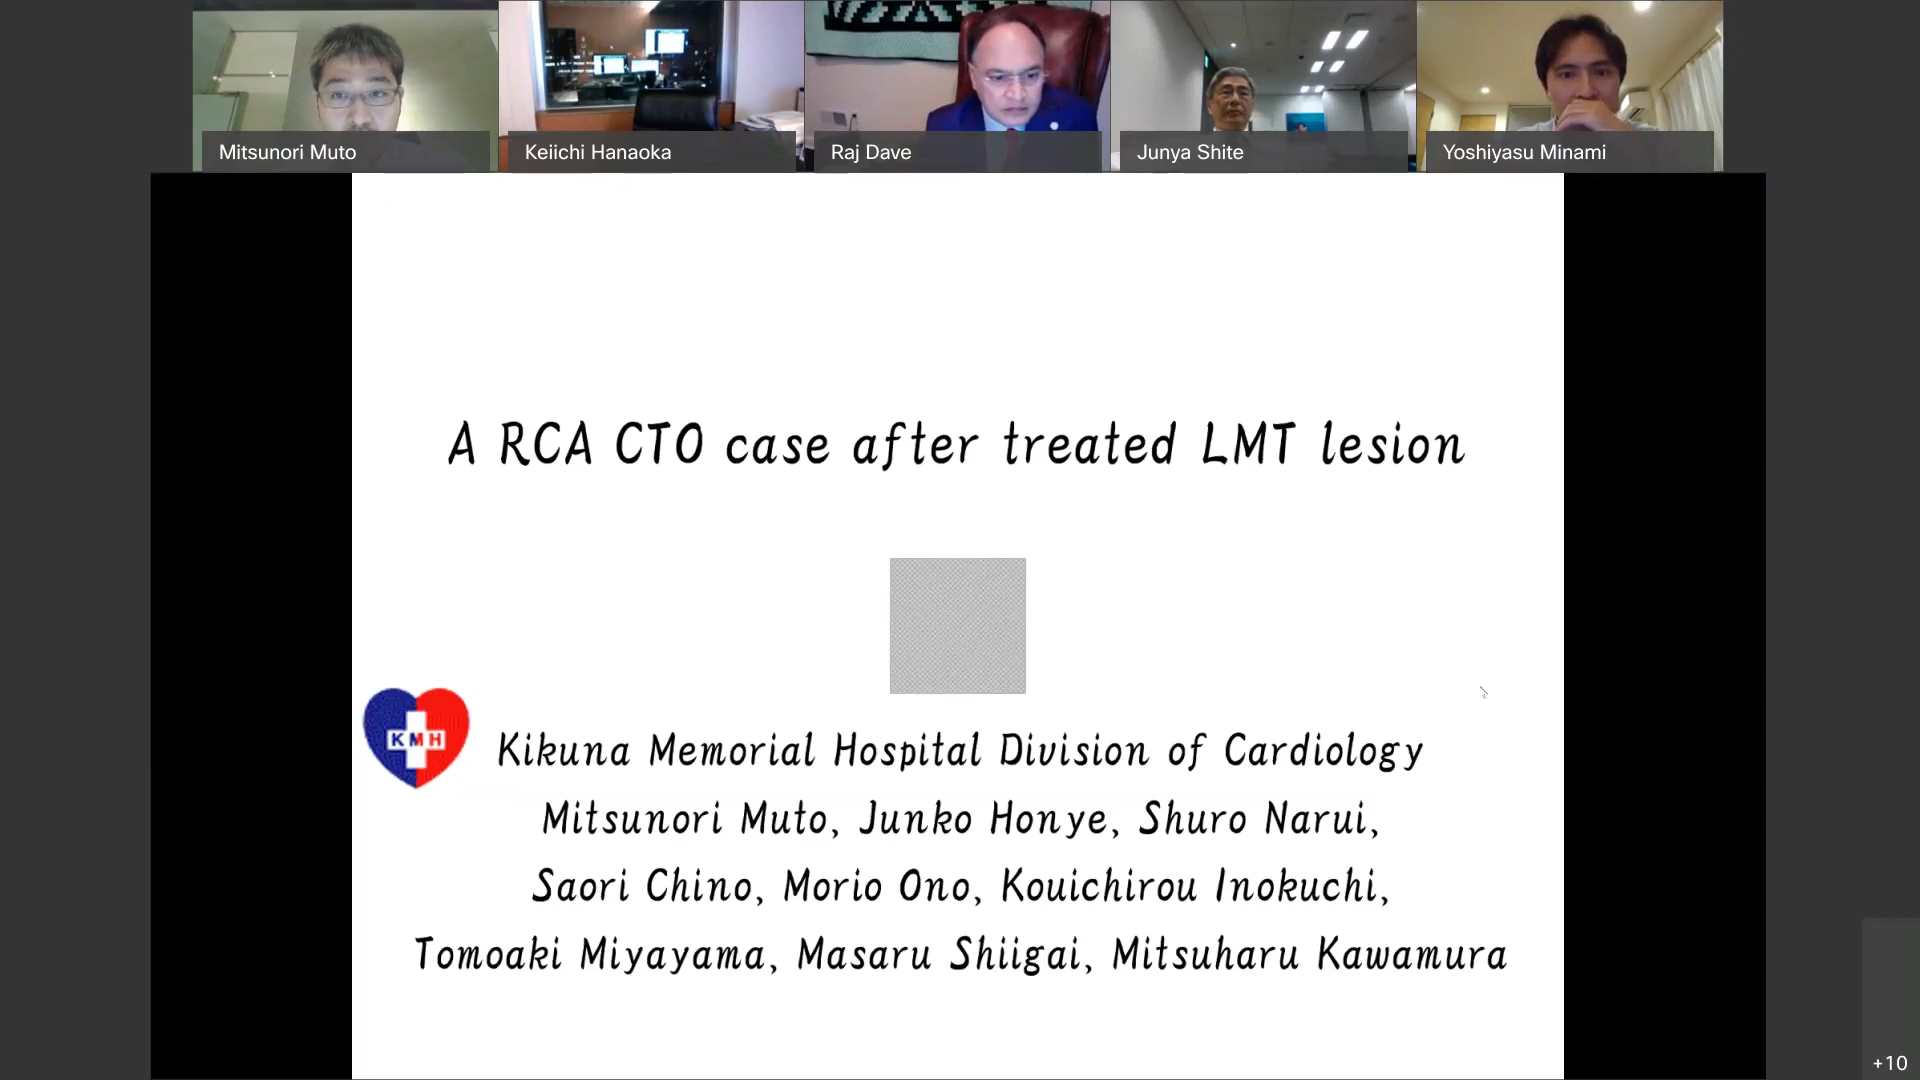 Mitsunori Muto
Keiichi Hanaoka
Raj Dave
Junya Shite
Yoshiyasu Minami
A RCA CTO case after treated LMT lesion
KMH
Kikuna Memorial Hospital Division of Cardiology
Mitsunori Muto, Junko Honye, Shuro Narui,
Saori Chino, Morio Ono, Kouichirou Inokuchi,
Tomoaki Miyayama, Masaru Shiigai, Mitsuharu Kawamura
+10